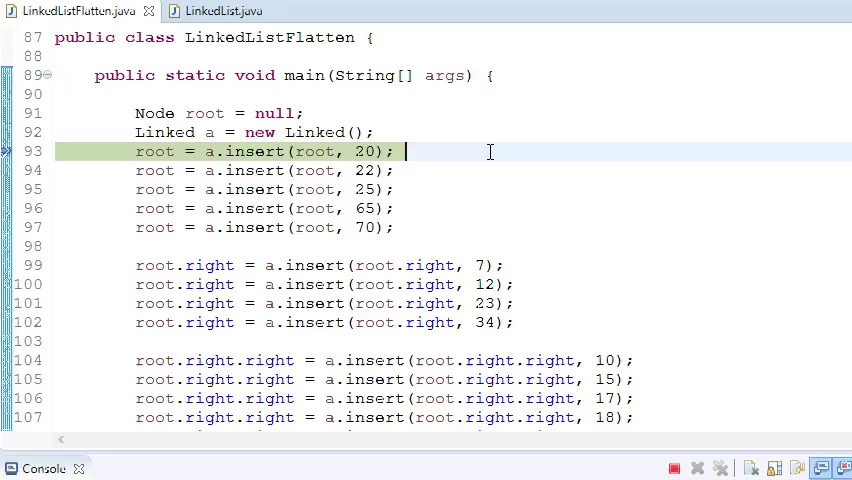 LinkedListFlatten.java LinkedList.java
87 public class LinkedListFlatten {
88
89 public static void main(String[] args) {
90
91 Node root = null;
92 Linked a = new Linked();
93 root = a.insert(root, 20);
94 root = a.insert(root, 22);
95 root = a.insert(root, 25);
96 root = a.insert(root, 65);
97 root = a.insert(root, 70);
98
99 root.right = a.insert(root.right, 7);
100 root.right = a.insert(root.right, 12);
101 root.right = a.insert(root.right, 23);
102 root.right = a.insert(root.right, 34);
103
104 root.right.right = a.insert(root.right.right, 10);
105 root.right.right = a.insert(root.right.right, 15);
106 root.right.right = a.insert(root.right.right, 17);
107 root.right.right = a.insert(root.right.right, 18);
Console